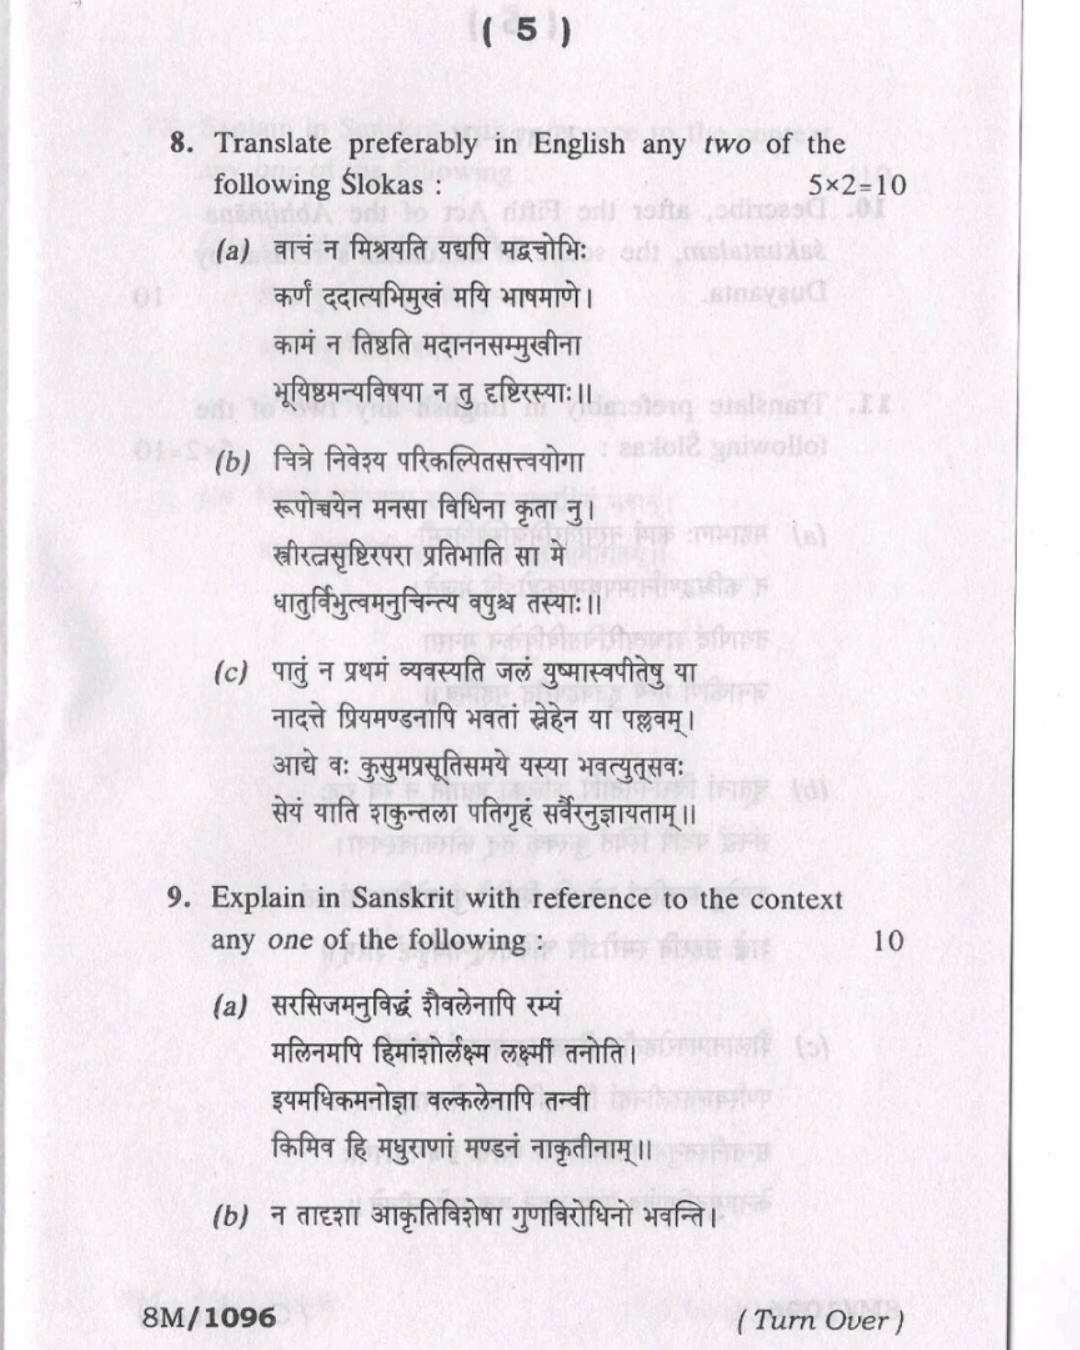 ( 5 )
8. Translate preferably in English any two of the
following Ślokas : 5×2=10
(a) वाचं न मिश्रयति यद्यपि मद्वचोभिः
कर्णं ददात्यभिमुखं मयि भाषमाणे।
कामं न तिष्ठति मदाननसम्मुखीना
भूयिष्ठमन्यविषया न तु दृष्टिरस्याः॥
(b) चित्रे निवेश्य परिकल्पितसत्त्वयोगा
रूपोच्चयेन मनसा विधिना कृता नु।
स्त्रीरत्नसृष्टिरपरा प्रतिभाति सा मे
धातुर्विभुत्वमनुचिन्त्य वपुश्च तस्याः॥
(c) पातुं न प्रथमं व्यवस्यति जलं युष्मास्वपीतेषु या
नादत्ते प्रियमण्डनापि भवतां स्नेहेन या पल्लवम्।
आद्ये वः कुसुमप्रसूतिसमये यस्या भवत्युत्सवः
सेयं याति शकुन्तला पतिगृहं सर्वैरनुज्ञायताम्॥
9. Explain in Sanskrit with reference to the context
any one of the following : 10
(a) सरसिजमनुविद्धं शैवलेनापि रम्यं
मलिनमपि हिमांशोर्लक्ष्म लक्ष्मीं तनोति।
इयमधिकमनोज्ञा वल्कलेनापि तन्वी
किमिव हि मधुराणां मण्डनं नाकृतीनाम्॥
(b) न तादृशा आकृतिविशेषा गुणविरोधिनो भवन्ति।
8M/1096 ( Turn Over )